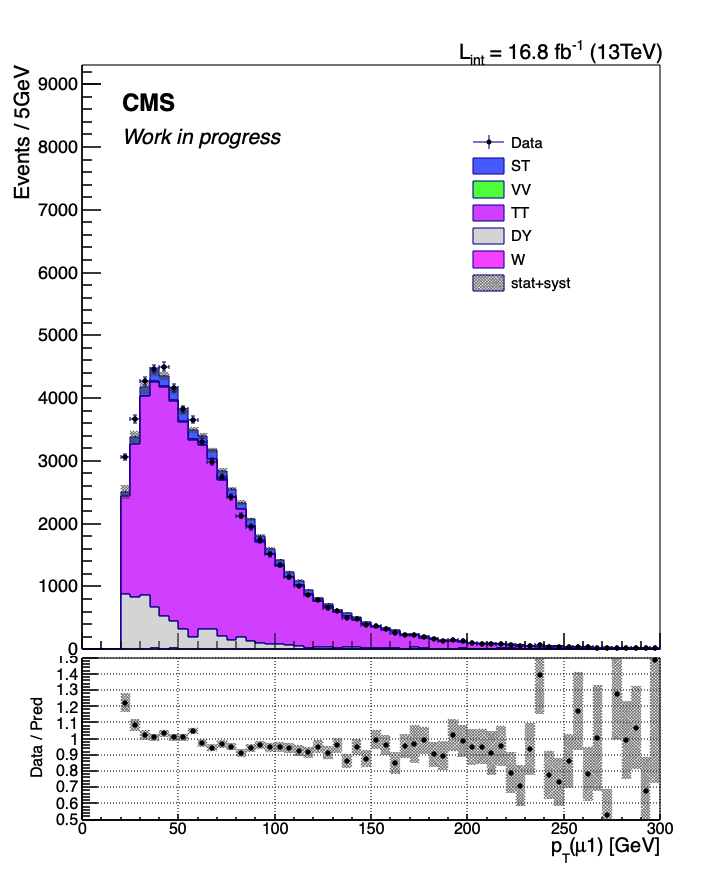 L_int = 16.8 fb⁻¹ (13TeV)
Events / 5GeV
9000
8000
7000
6000
5000
4000
3000
2000
1000
0
CMS
Work in progress
Data
ST
VV
TT
DY
W
stat+syst
Data / Pred
1.5
1.4
1.3
1.2
1.1
1
0.9
0.8
0.7
0.6
0.5
0 50 100 150 200 250 300
p_T(μ1) [GeV]